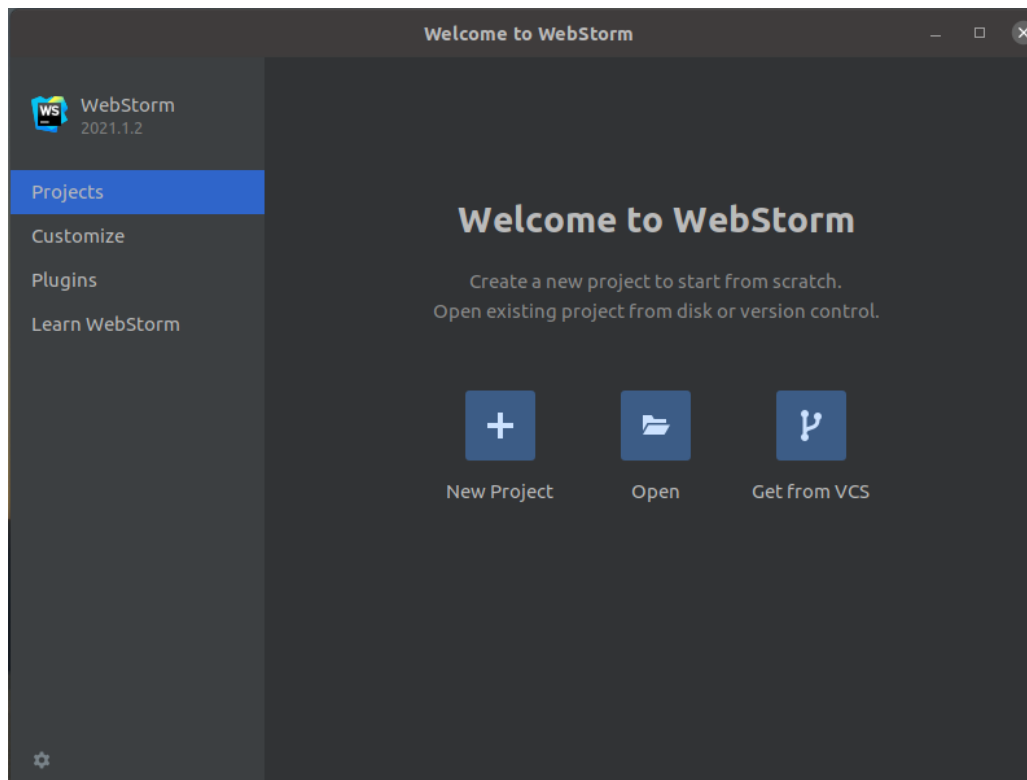 Welcome to WebStorm
WS
WebStorm
2021.1.2
Projects
Customize
Plugins
Learn WebStorm
Welcome to WebStorm
Create a new project to start from scratch.
Open existing project from disk or version control.
New Project
Open
Get from VCS